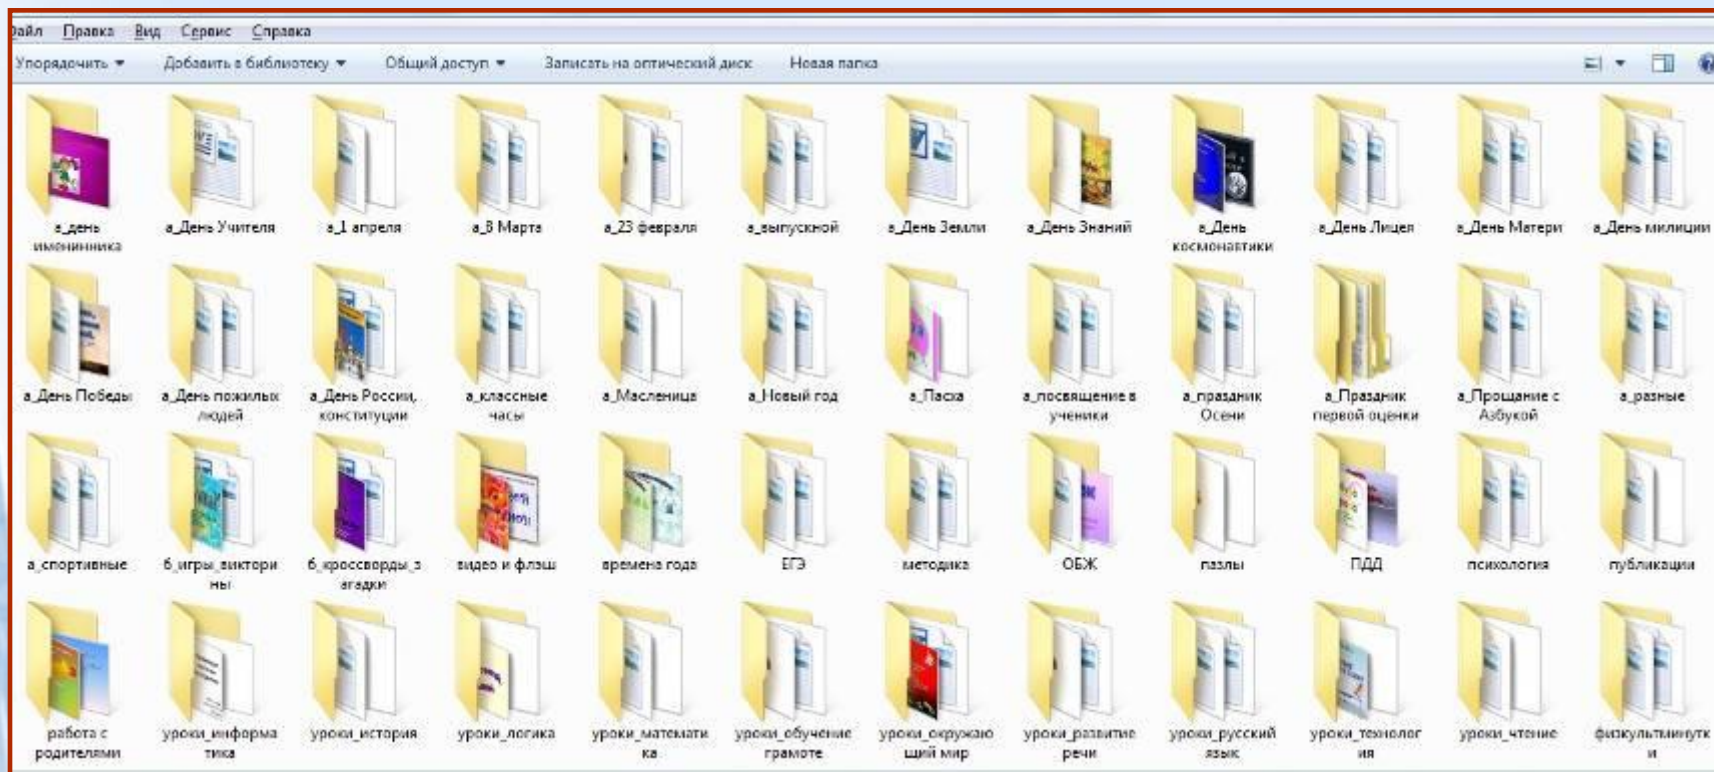 Файл Правка Вид Сервис Справка
Упорядочить Добавить в библиотеку Общий доступ Записать на оптический диск Новая папка
а_день
именинника
а_День Учителя
а_1 апреля
а_8 Марта
а_23 февраля
а_выпускной
а_День Земли
а_День Знаний
а_День
космонавтики
а_День Лицея
а_День Матери
а_День милиции
а_День Победы
а_День пожилых
людей
а_День России,
конституции
а_классные
часы
а_Масленица
а_Новый год
а_Пасха
а_посвящение в
ученики
а_праздник
Осени
а_Праздник
первой оценки
а_Прощание с
Азбукой
а_разные
а_спортивные
б_игры_виктори
ны
б_кроссворды_з
агадки
видео и флэш
времена года
ЕГЭ
методика
ОБЖ
пазлы
ПДД
психология
публикации
работа с
родителями
уроки_информа
тика
уроки_история
уроки_логика
уроки_математи
ка
уроки_обучение
грамоте
уроки_окружаю
щий мир
уроки_развитие
речи
уроки_русский
язык
уроки_технолог
ия
уроки_чтение
физкультминутк
и